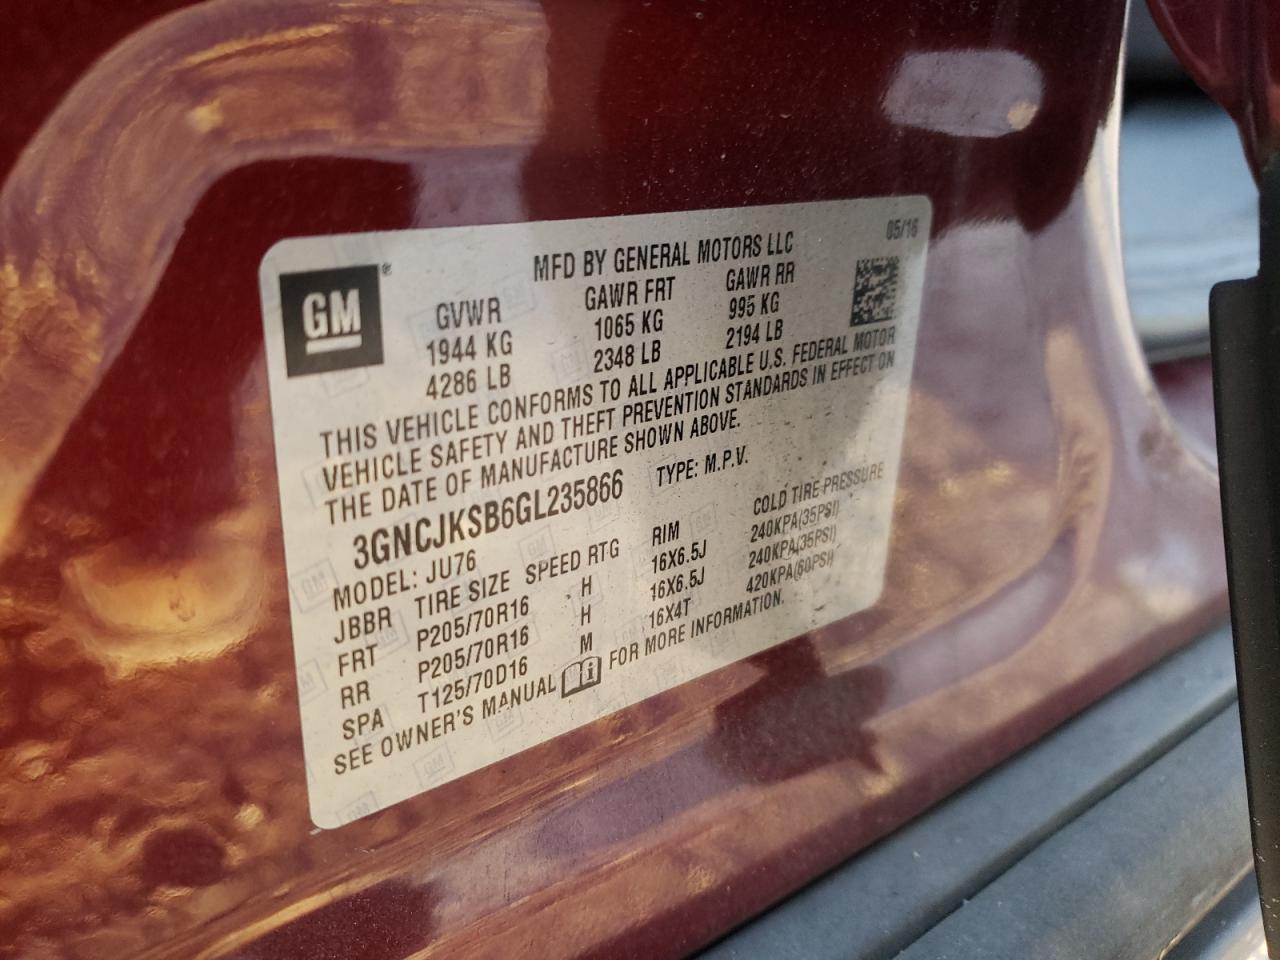 GM ®
MFD BY GENERAL MOTORS LLC 05/16
GVWR GAWR FRT GAWR RR
1944 KG 1065 KG 995 KG
4286 LB 2348 LB 2194 LB
THIS VEHICLE CONFORMS TO ALL APPLICABLE U.S. FEDERAL MOTOR
VEHICLE SAFETY AND THEFT PREVENTION STANDARDS IN EFFECT ON
THE DATE OF MANUFACTURE SHOWN ABOVE.
3GNCJKSB6GL235866 TYPE: M.P.V.
MODEL: JU76
JBBR TIRE SIZE SPEED RTG RIM COLD TIRE PRESSURE
FRT P205/70R16 H 16X6.5J 240KPA(35PSI)
RR P205/70R16 H 16X6.5J 240KPA(35PSI)
SPA T125/70D16 M 16X4T 420KPA(60PSI)
SEE OWNER'S MANUAL FOR MORE INFORMATION.